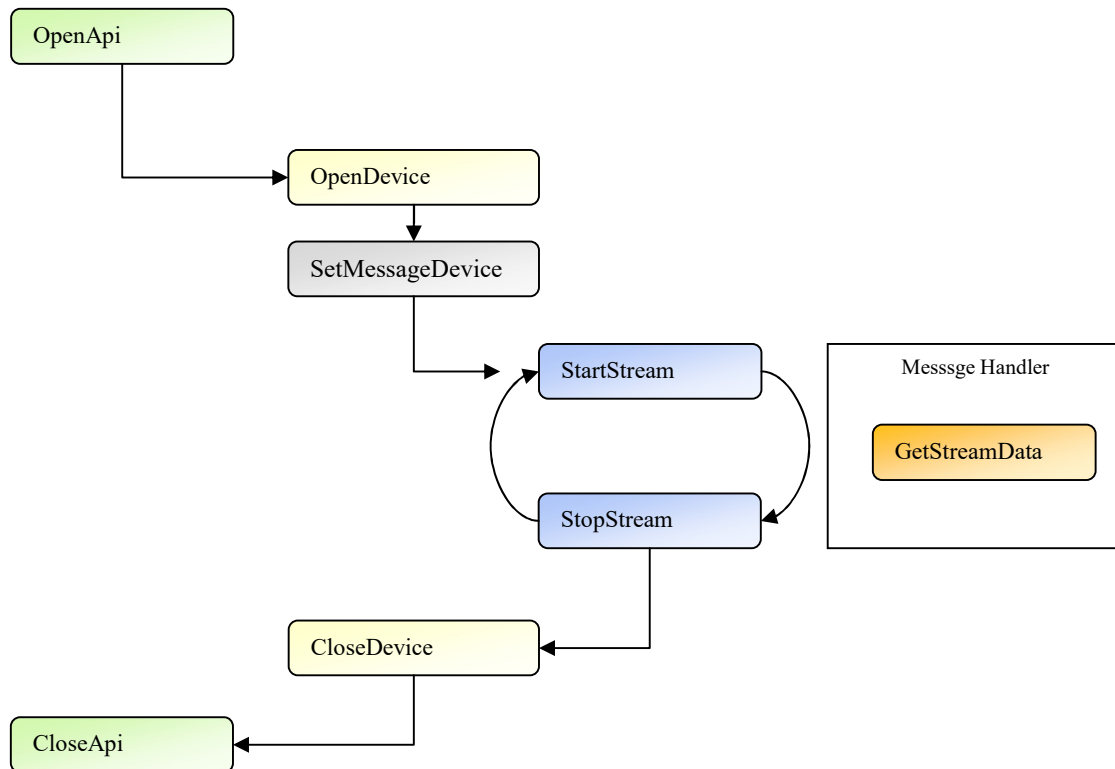 OpenApi
OpenDevice
SetMessageDevice
StartStream
Messsge Handler
GetStreamData
StopStream
CloseDevice
CloseApi